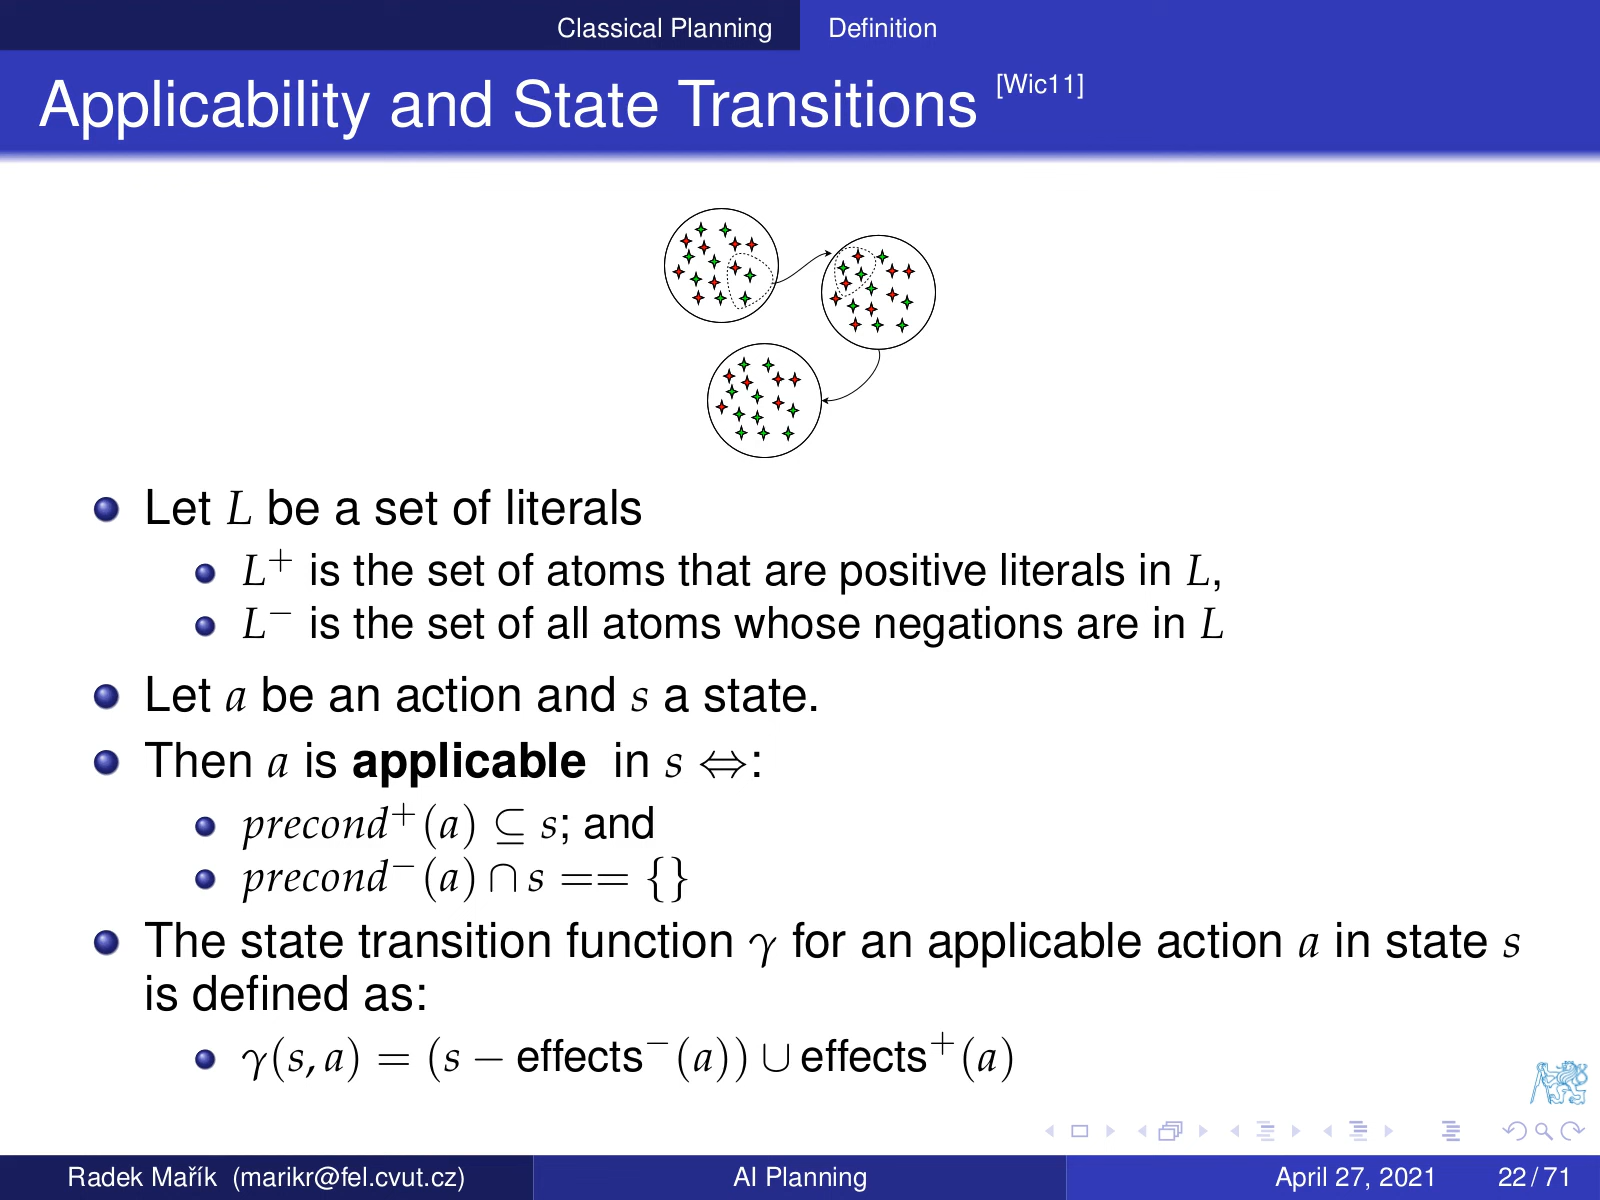 Classical Planning Definition
Applicability and State Transitions [Wic11]
Let L be a set of literals
L⁺ is the set of atoms that are positive literals in L,
L⁻ is the set of all atoms whose negations are in L
Let a be an action and s a state.
Then a is applicable in s ⇔:
precond⁺(a) ⊆ s; and
precond⁻(a) ∩ s == {}
The state transition function γ for an applicable action a in state s
is defined as:
γ(s, a) = (s − effects⁻(a)) ∪ effects⁺(a)
Radek Mařík (marikr@fel.cvut.cz) AI Planning April 27, 2021 22 / 71